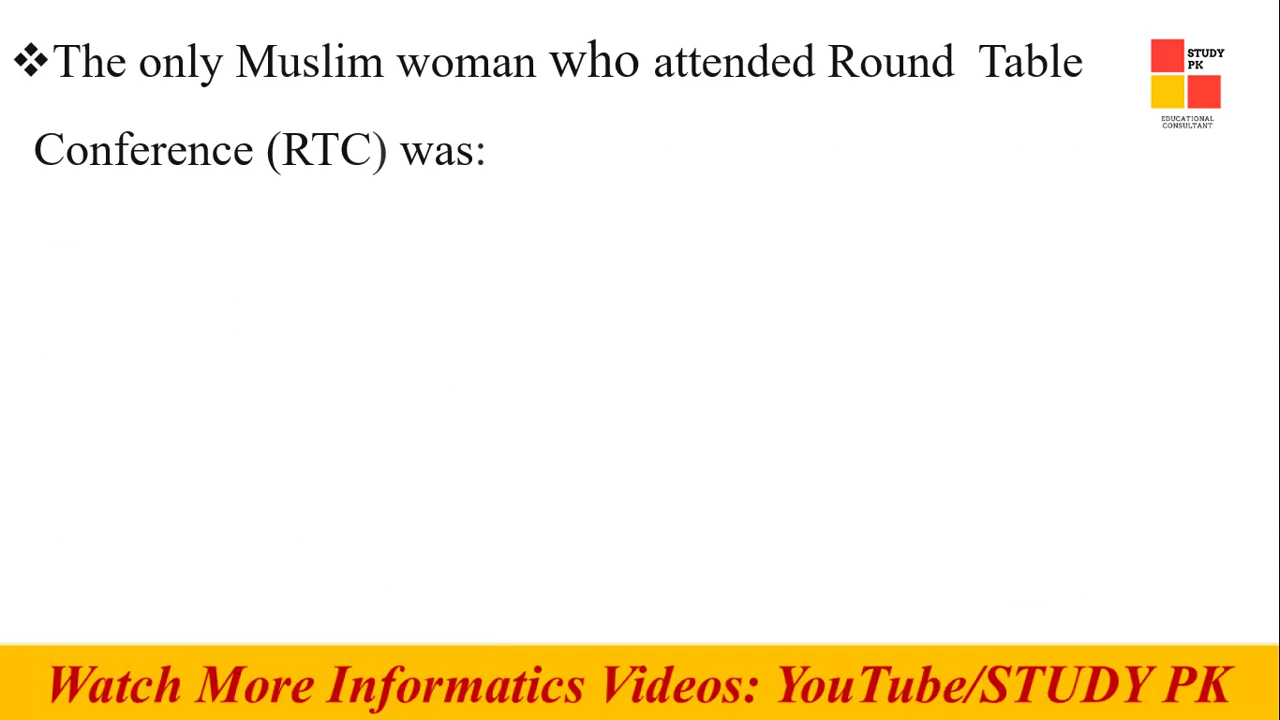 ❖The only Muslim woman who attended Round Table
Conference (RTC) was:
STUDY
PK
EDUCATIONAL
CONSULTANT
Watch More Informatics Videos: YouTube/STUDY PK